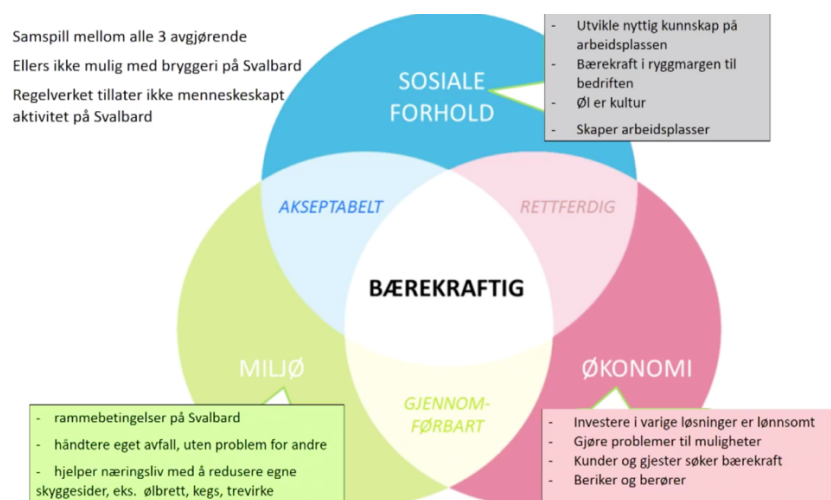 Samspill mellom alle 3 avgjørende
Ellers ikke mulig med bryggeri på Svalbard
Regelverket tillater ikke menneskeskapt
aktivitet på Svalbard
SOSIALE
FORHOLD
- Utvikle nyttig kunnskap på
arbeidsplassen
- Bærekraft i ryggmargen til
bedriften
- Øl er kultur
- Skaper arbeidsplasser
AKSEPTABELT
RETTFERDIG
BÆREKRAFTIG
MILJØ
ØKONOMI
GJENNOM-
FØRBART
- rammebetingelser på Svalbard
- håndtere eget avfall, uten problem for andre
- hjelper næringsliv med å redusere egne
skyggesider, eks. ølbrett, kegs, trevirke
- Investere i varige løsninger er lønnsomt
- Gjøre problemer til muligheter
- Kunder og gjester søker bærekraft
- Beriker og berører